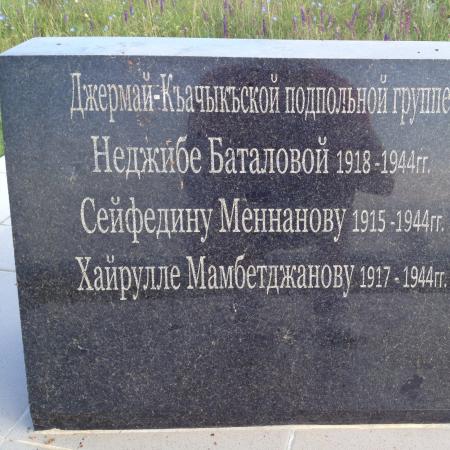 Джермай-Къачыкъской подпольной группе
Неджибе Баталовой 1918 -1944гг.
Сейфедину Меннанову 1915 -1944гг.
Хайрулле Мамбетджанову 1917 - 1944гг.